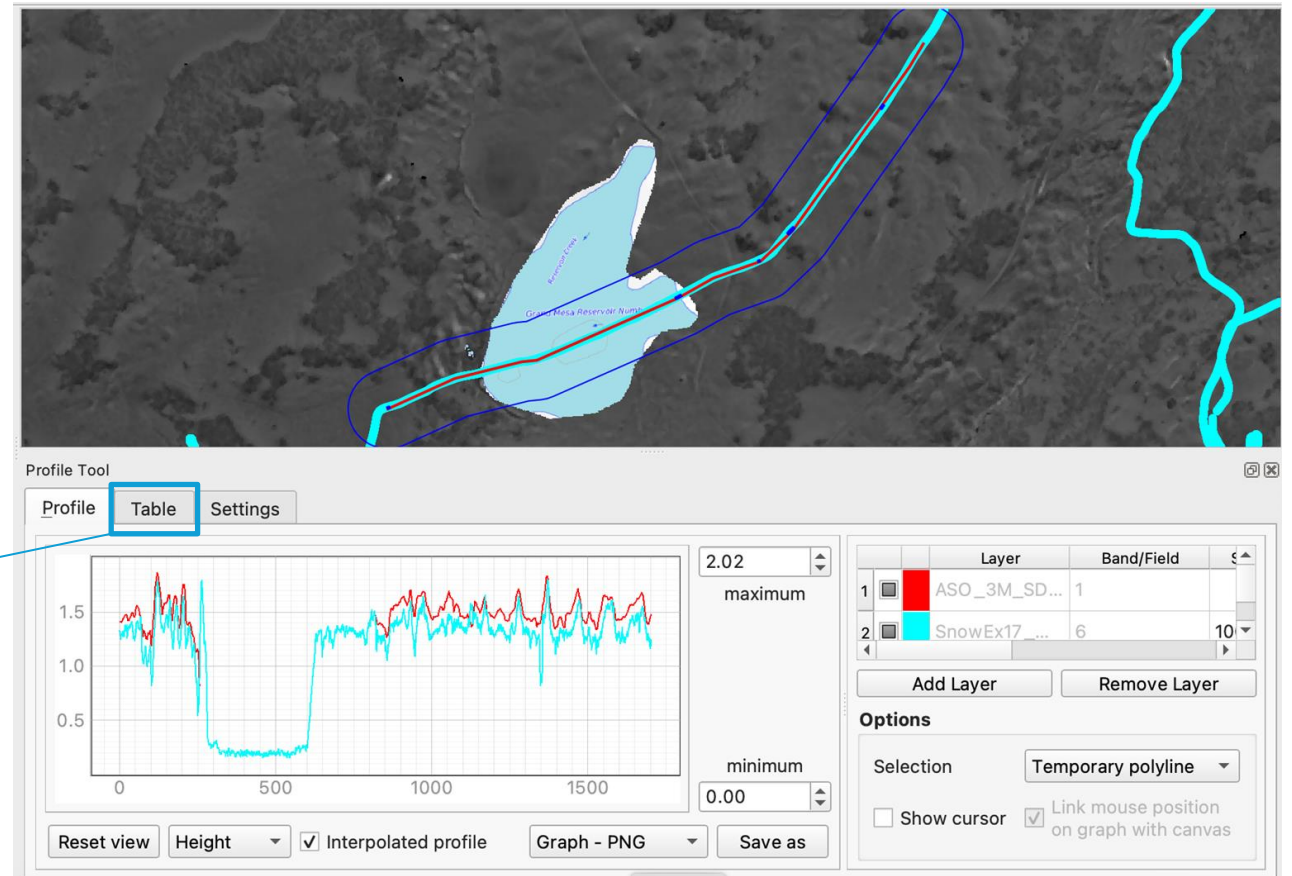 Reservoir Creek
Grand Mesa Reservoir Numb
Profile Tool
Profile
Table
Settings
1.5
1.0
0.5
0
500
1000
1500
2.02
maximum
minimum
0.00
Layer
Band/Field
S
1
ASO_3M_SD...
1
2
SnowEx17_...
6
10
Add Layer
Remove Layer
Options
Selection
Temporary polyline
Show cursor
Link mouse position
on graph with canvas
Reset view
Height
Interpolated profile
Graph - PNG
Save as